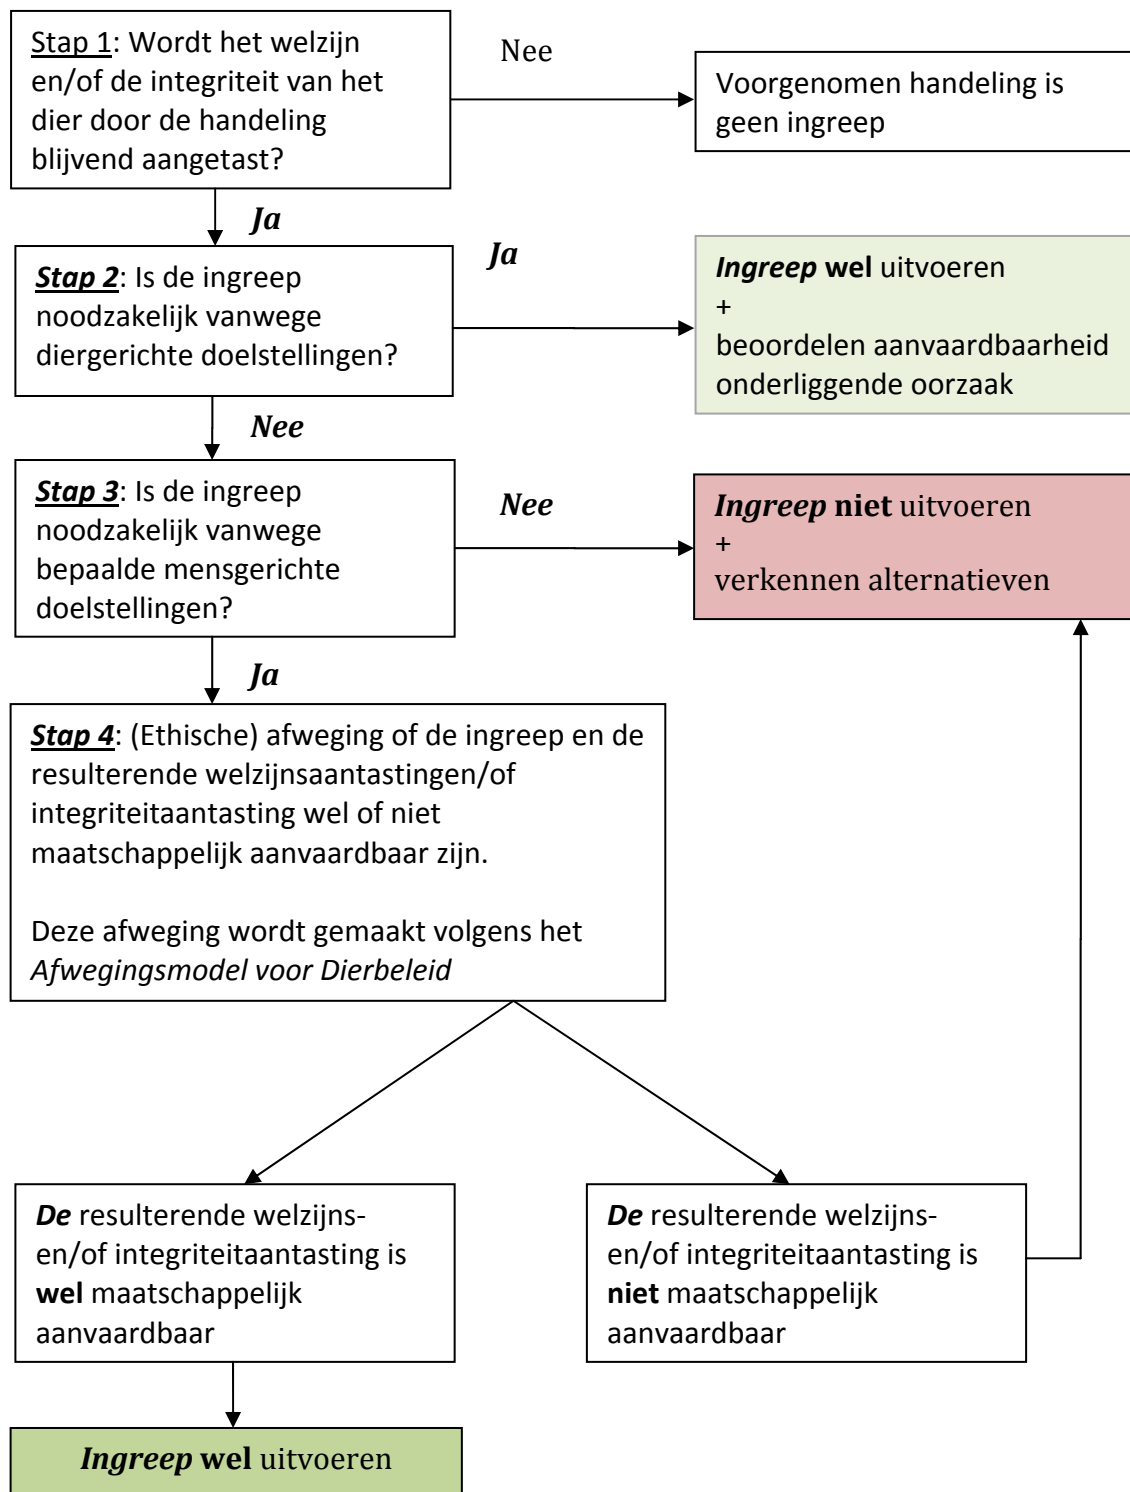 Stap 1: Wordt het welzijn
en/of de integriteit van het
dier door de handeling
blijvend aangetast?
Nee
Voorgenomen handeling is
geen ingreep
Ja
Stap 2: Is de ingreep
noodzakelijk vanwege
diergerichte doelstellingen?
Ja
Ingreep wel uitvoeren
+
beoordelen aanvaardbaarheid
onderliggende oorzaak
Nee
Stap 3: Is de ingreep
noodzakelijk vanwege
bepaalde mensgerichte
doelstellingen?
Nee
Ingreep niet uitvoeren
+
verkennen alternatieven
Ja
Stap 4: (Ethische) afweging of de ingreep en de
resulterende welzijnsaantastingen/of
integriteitaantasting wel of niet
maatschappelijk aanvaardbaar zijn.
Deze afweging wordt gemaakt volgens het
Afwegingsmodel voor Dierbeleid
De resulterende welzijns-
en/of integriteitaantasting is
wel maatschappelijk
aanvaardbaar
De resulterende welzijns-
en/of integriteitaantasting is
niet maatschappelijk
aanvaardbaar
Ingreep wel uitvoeren